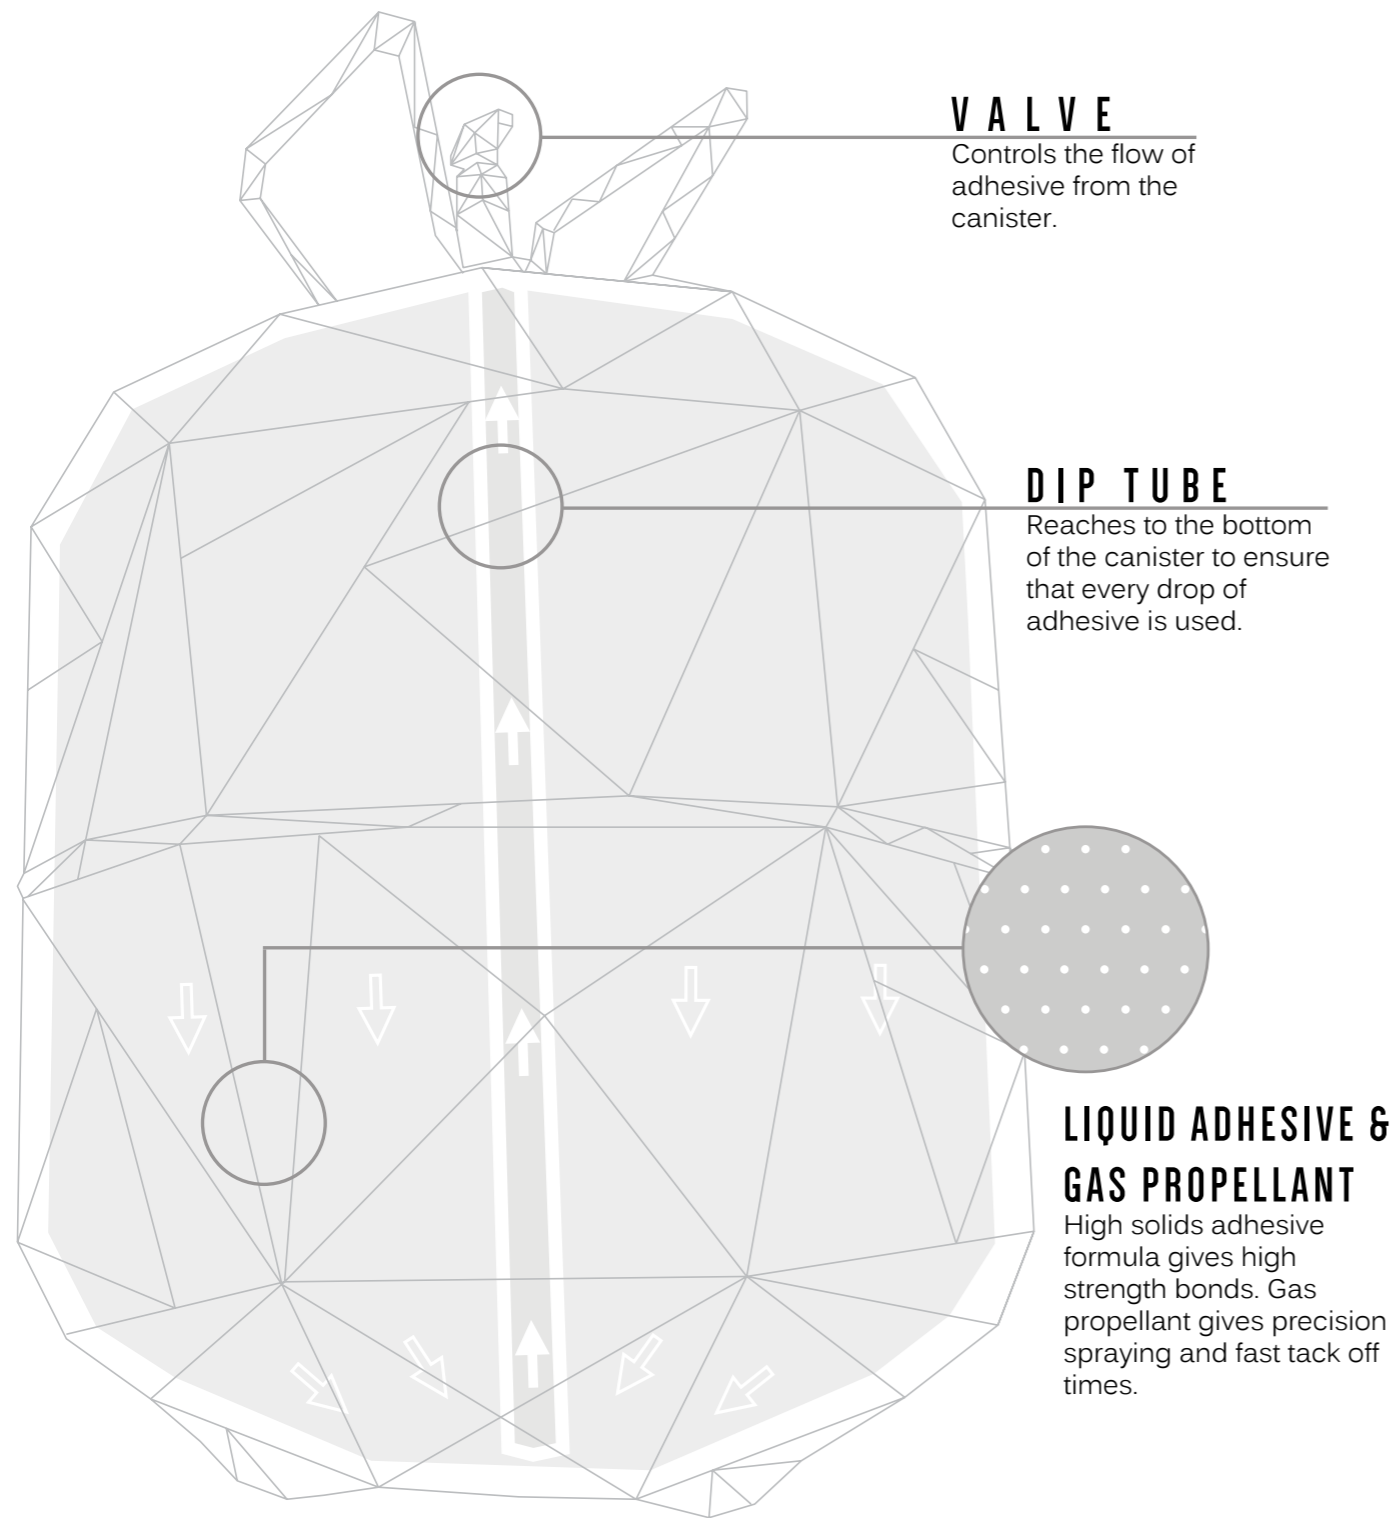 VALVE
Controls the flow of
adhesive from the
canister.
DIP TUBE
Reaches to the bottom
of the canister to ensure
that every drop of
adhesive is used.
LIQUID ADHESIVE &
GAS PROPELLANT
High solids adhesive
formula gives high
strength bonds. Gas
propellant gives precision
spraying and fast tack off
times.